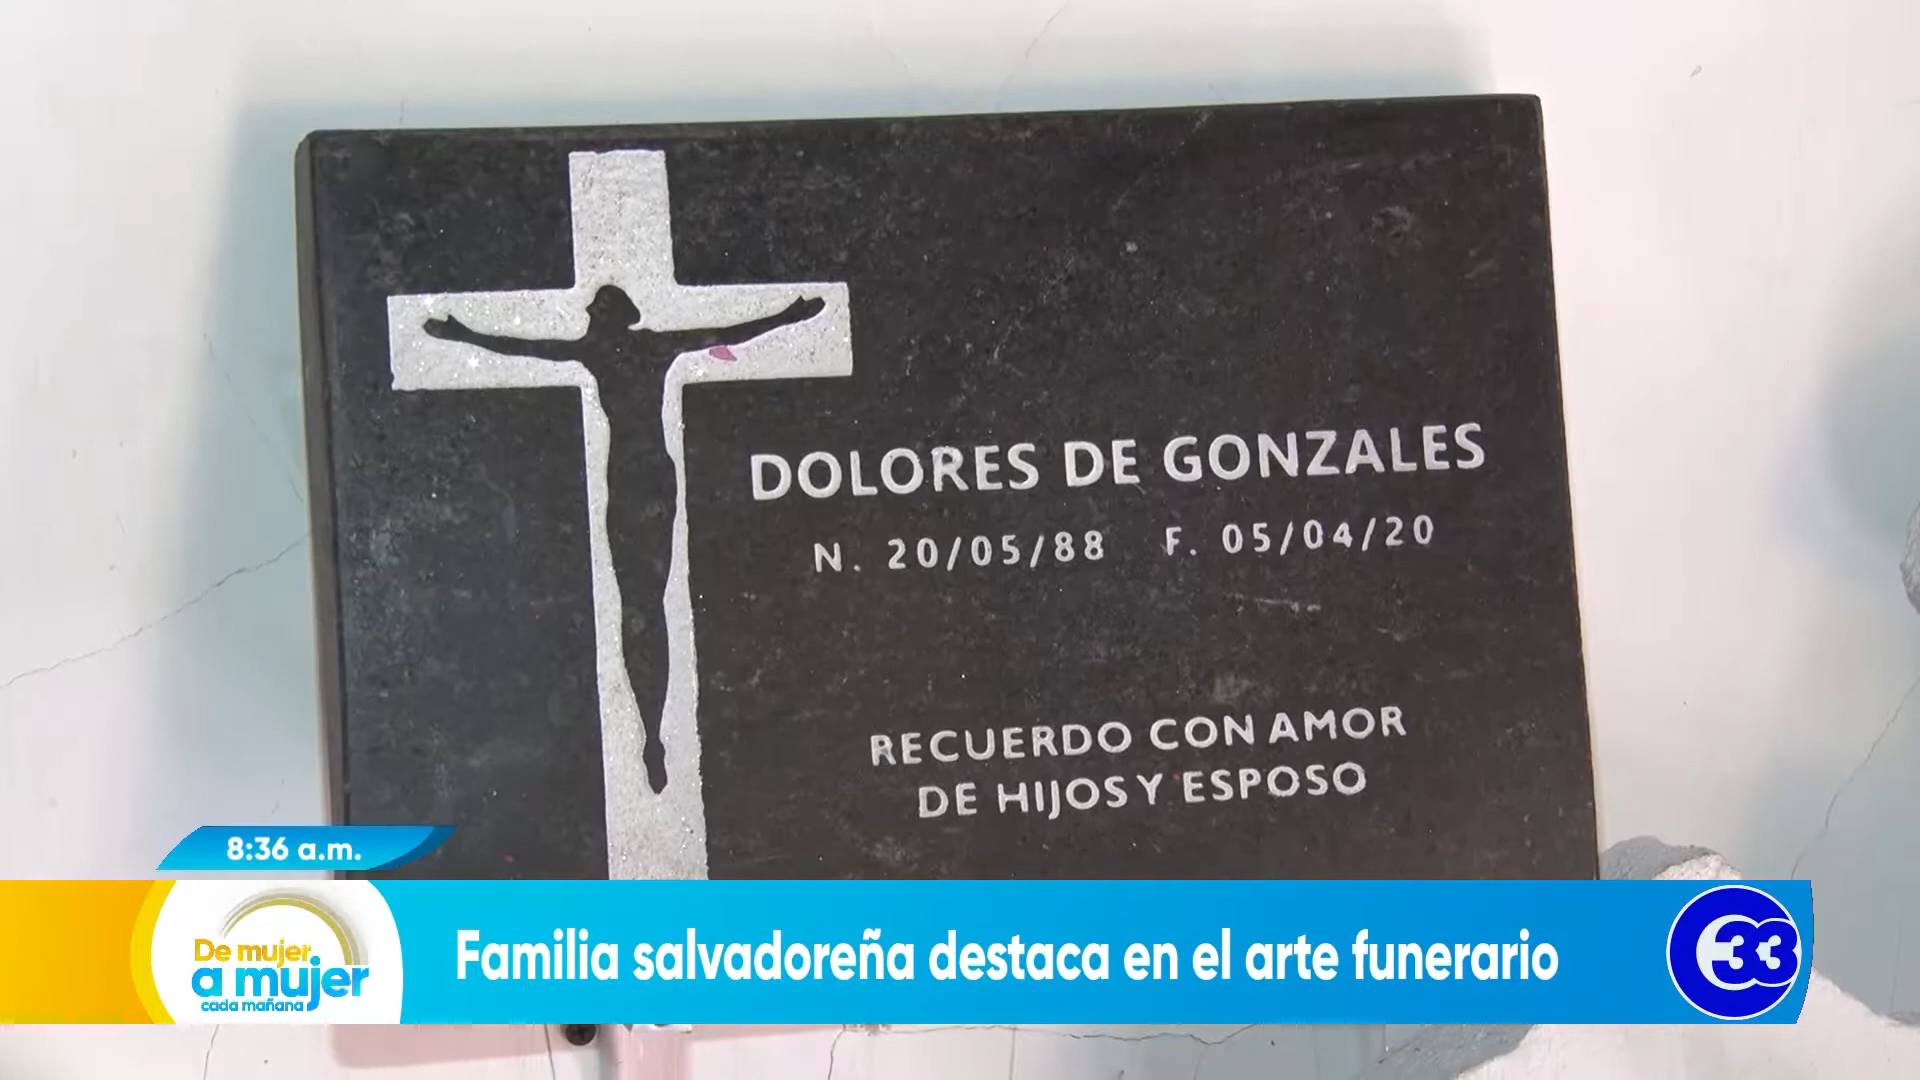 DOLORES DE GONZALES
N. 20/05/88 F. 05/04/20
RECUERDO CON AMOR
DE HIJOS Y ESPOSO
8:36 a.m.
De mujer
a mujer
cada mañana
Familia salvadoreña destaca en el arte funerario
33